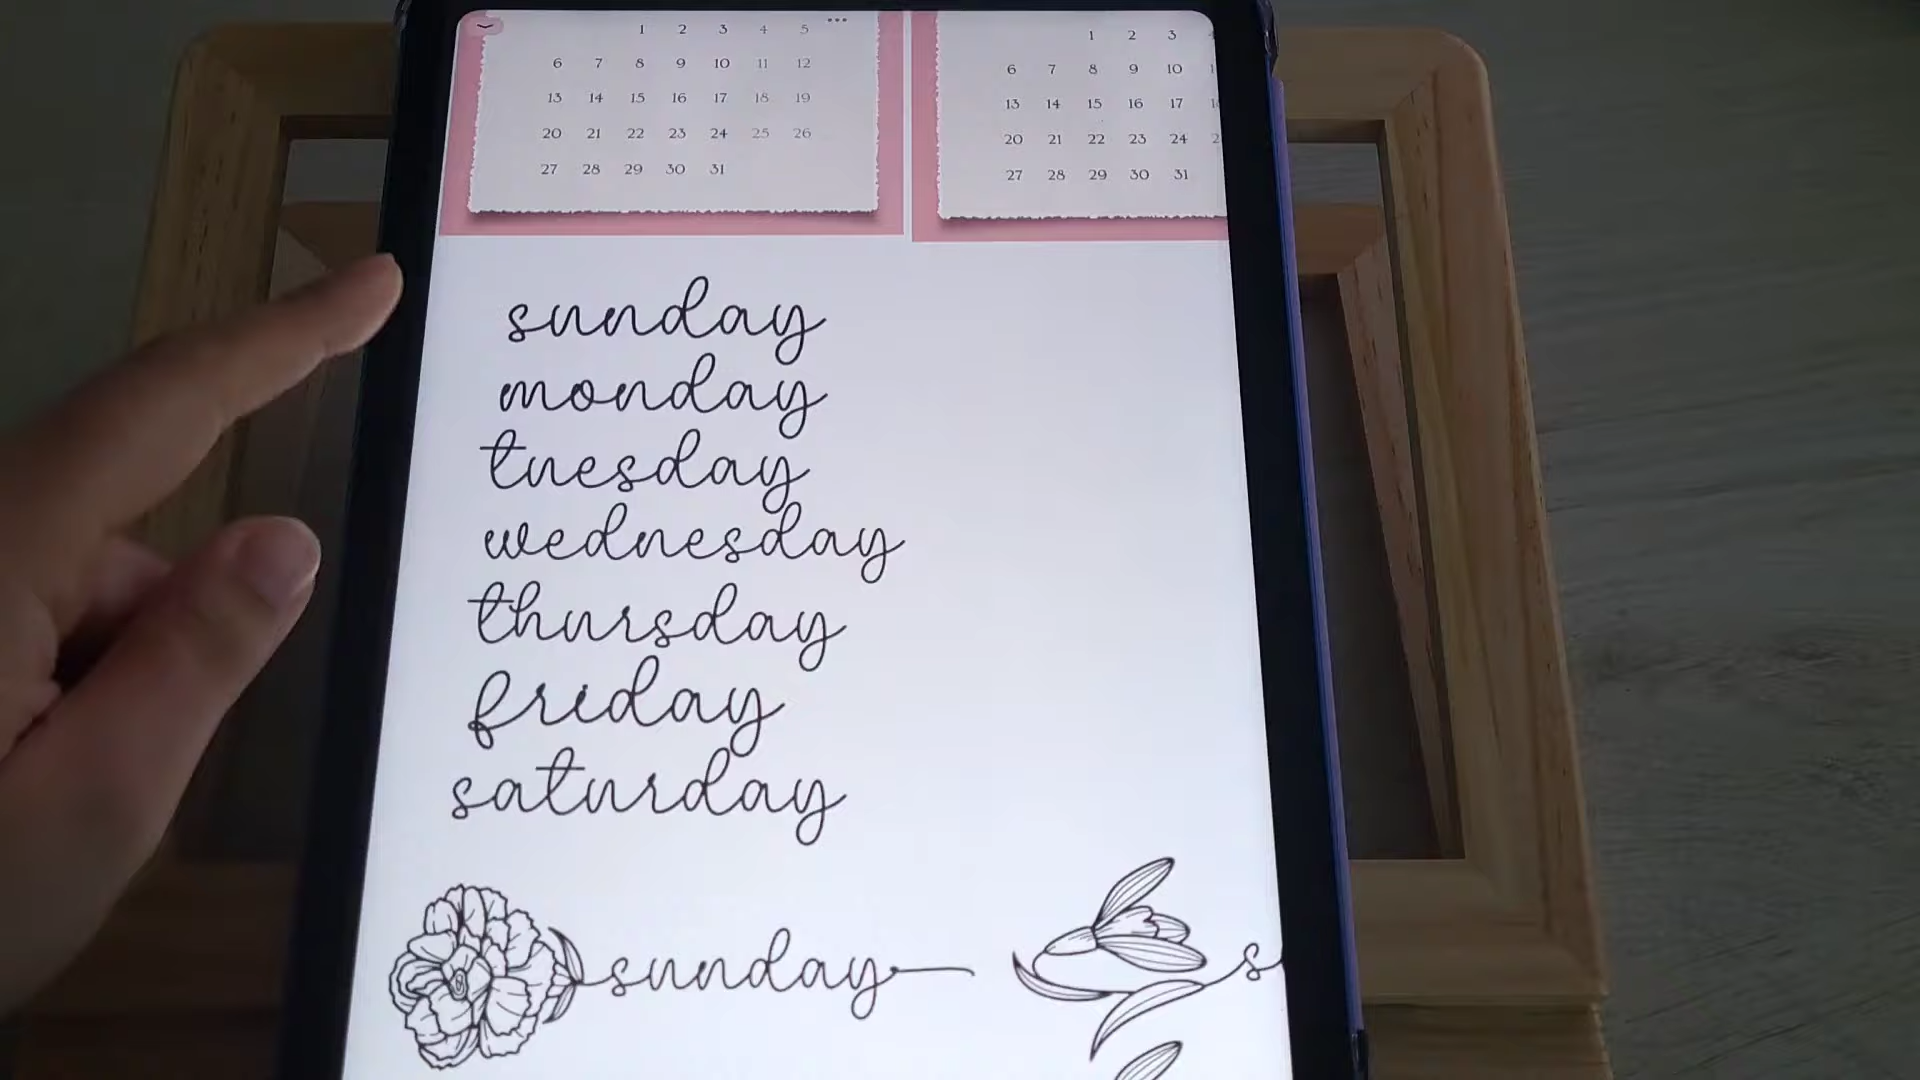 1 2 3 4 5
6 7 8 9 10 11 12
13 14 15 16 17 18 19
20 21 22 23 24 25 26
27 28 29 30 31
1 2 3
6 7 8 9 10
13 14 15 16 17
20 21 22 23 24
27 28 29 30 31
sunday
monday
tuesday
wednesday
thursday
friday
saturday
sunday
s